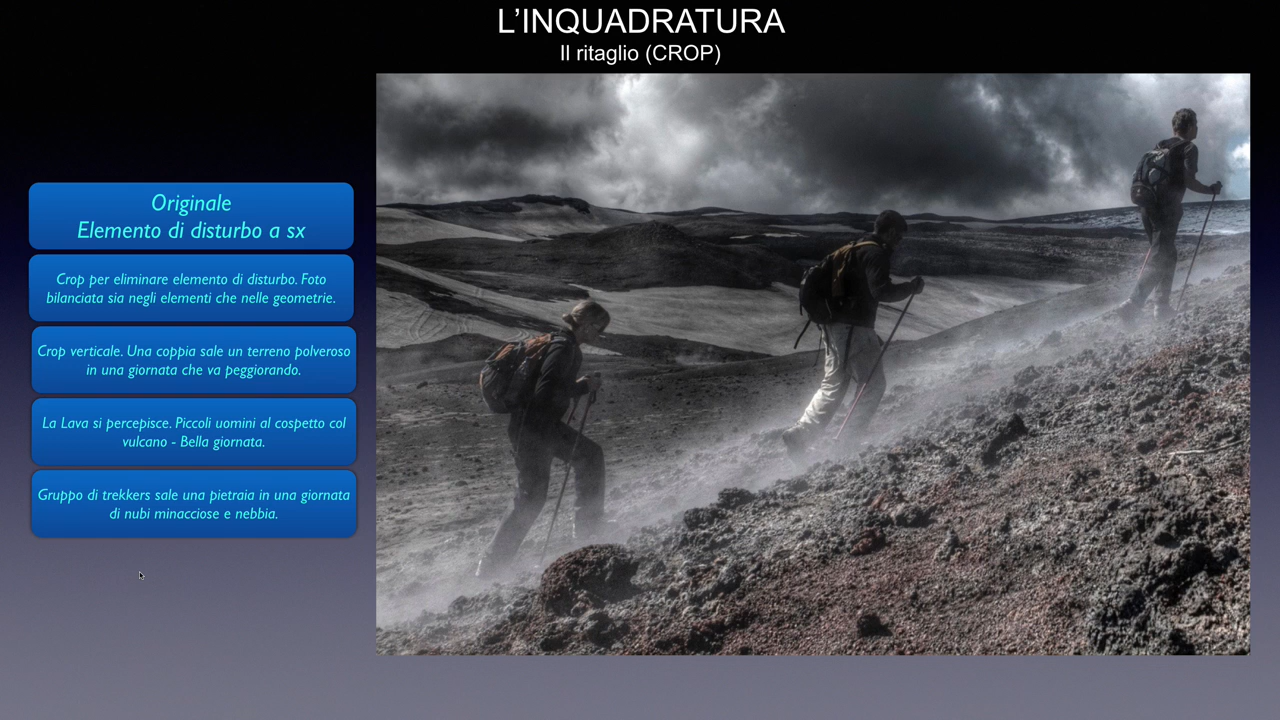 L’INQUADRATURA
Il ritaglio (CROP)
Originale
Elemento di disturbo a sx
Crop per eliminare elemento di disturbo. Foto
bilanciata sia negli elementi che nelle geometrie.
Crop verticale. Una coppia sale un terreno polveroso
in una giornata che va peggiorando.
La Lava si percepisce. Piccoli uomini al cospetto col
vulcano - Bella giornata.
Gruppo di trekkers sale una pietraia in una giornata
di nubi minacciose e nebbia.